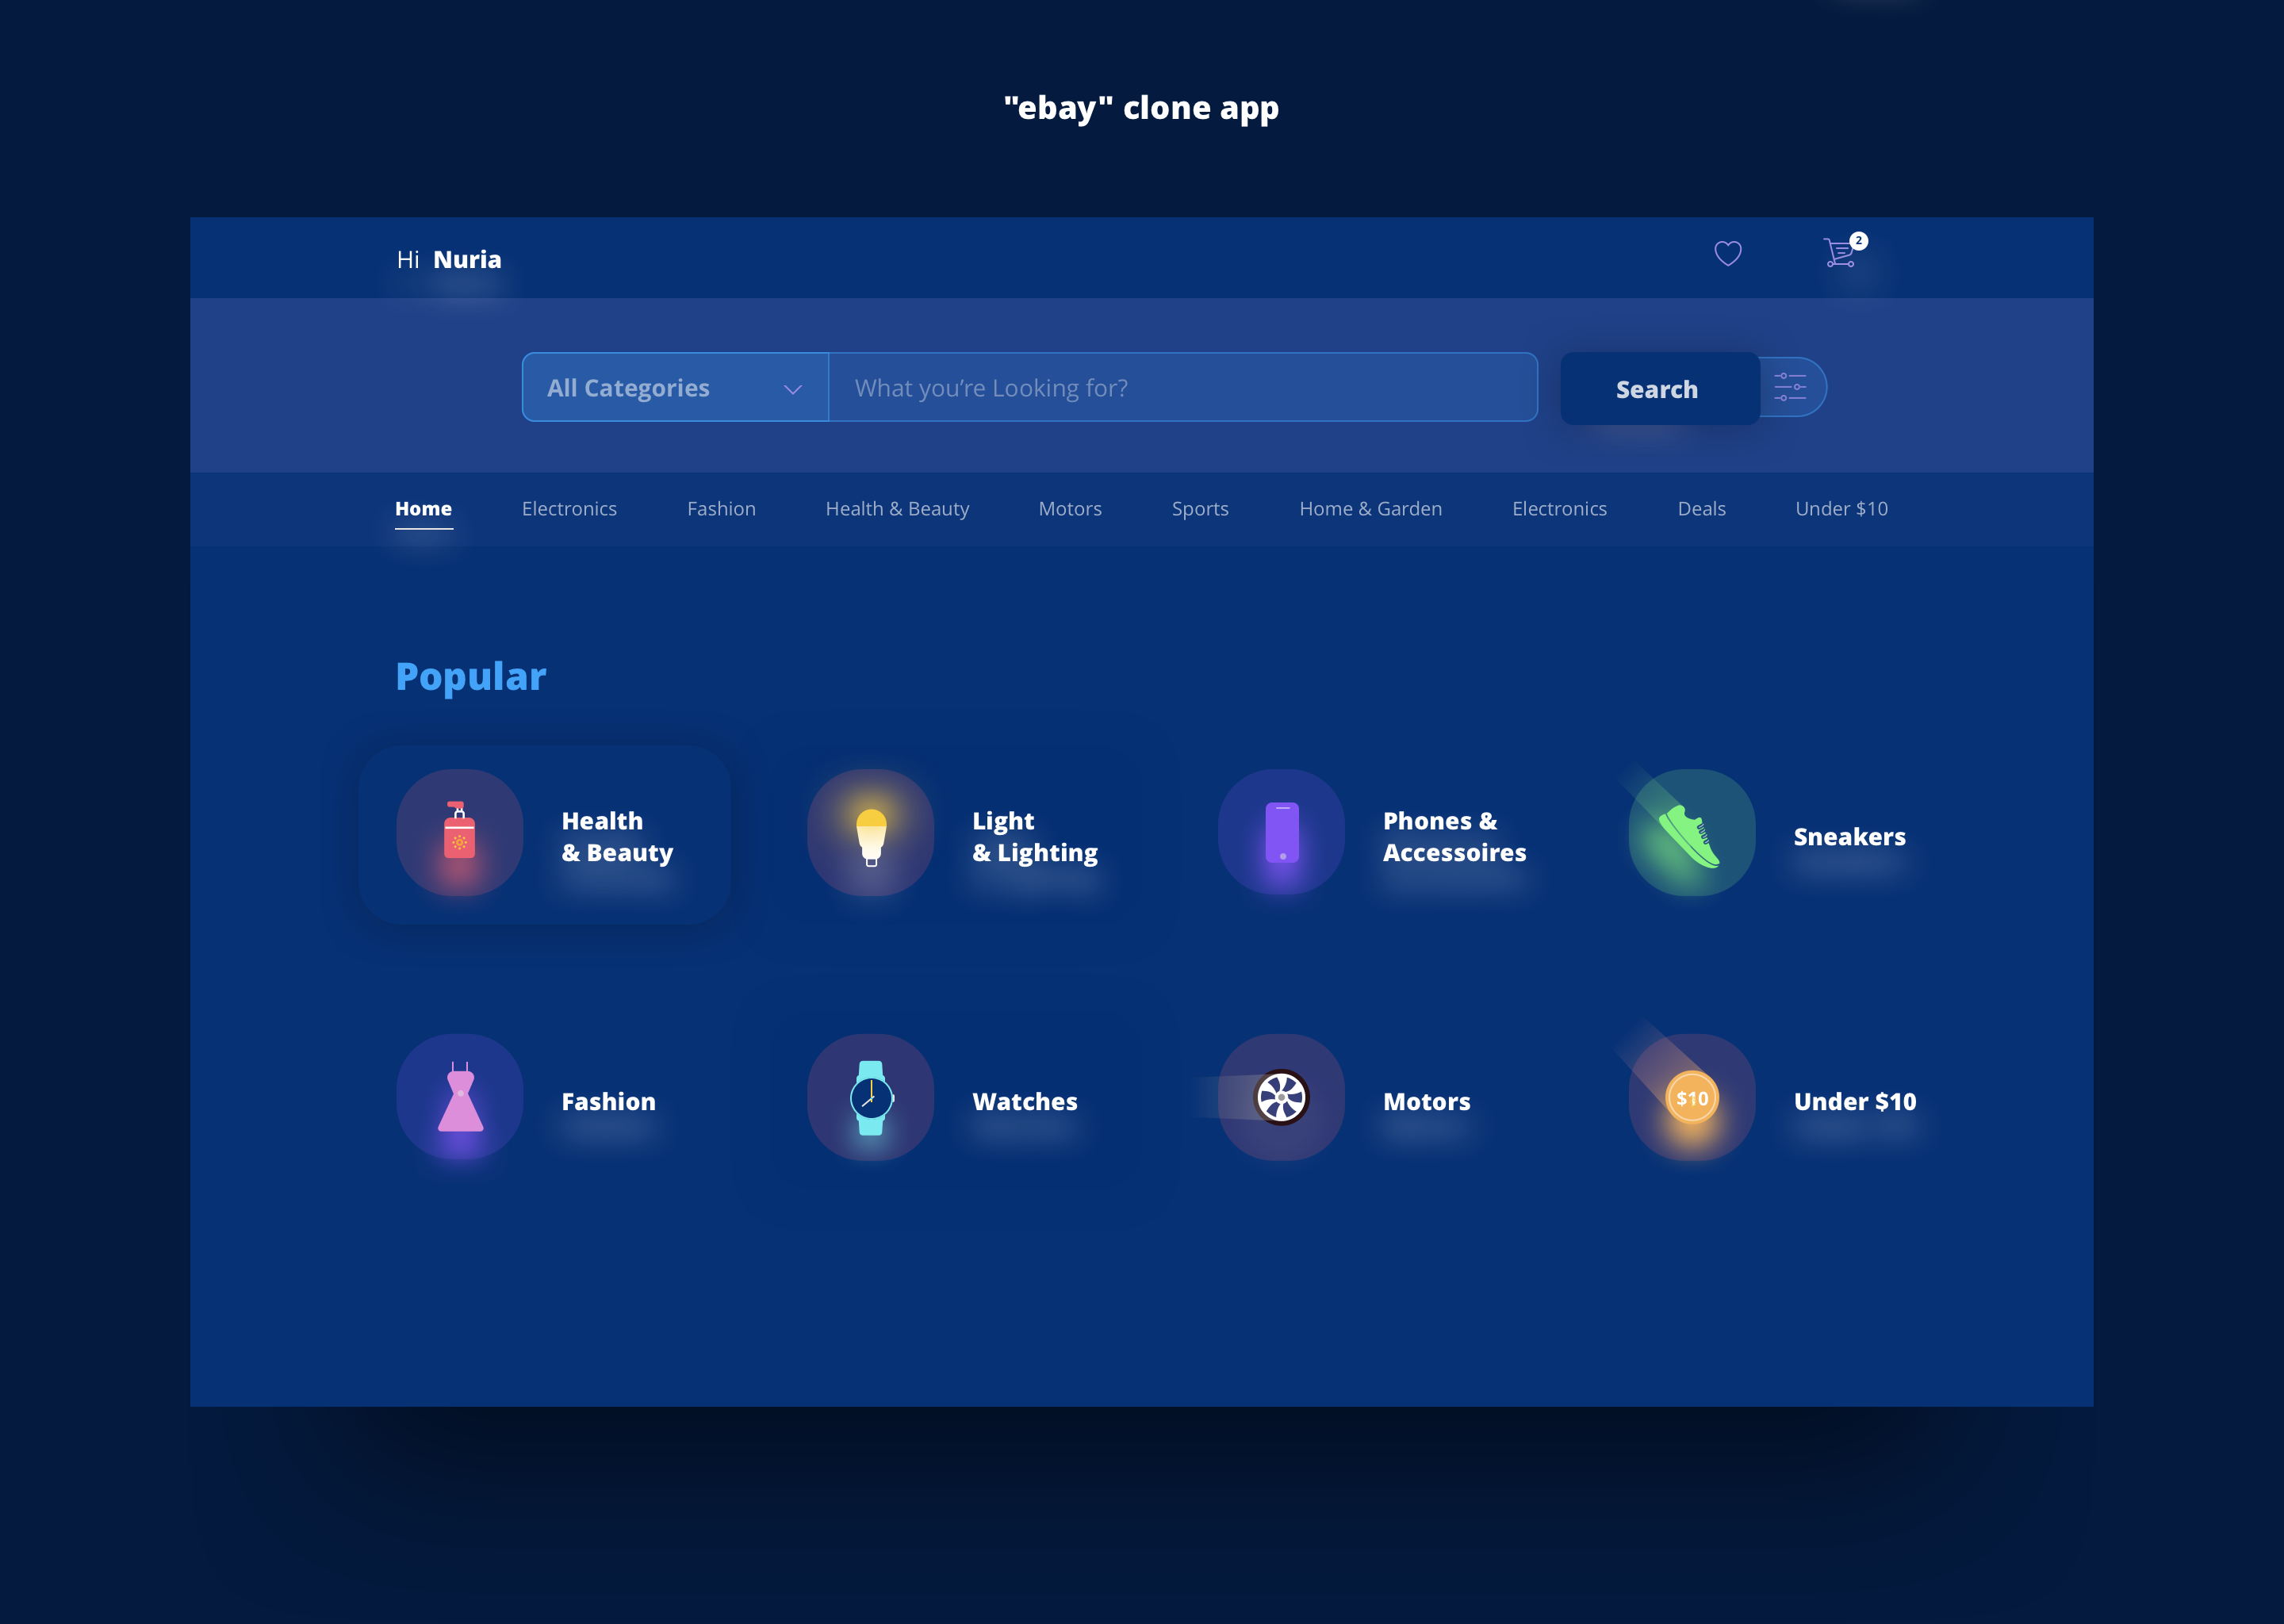 "ebay" clone app
Hi Nuria
2
All Categories
What you’re Looking for?
Search
Home
Electronics
Fashion
Health & Beauty
Motors
Sports
Home & Garden
Electronics
Deals
Under $10
Popular
Health
& Beauty
Light
& Lighting
Phones &
Accessoires
Sneakers
Fashion
Watches
Motors
$10
Under $10